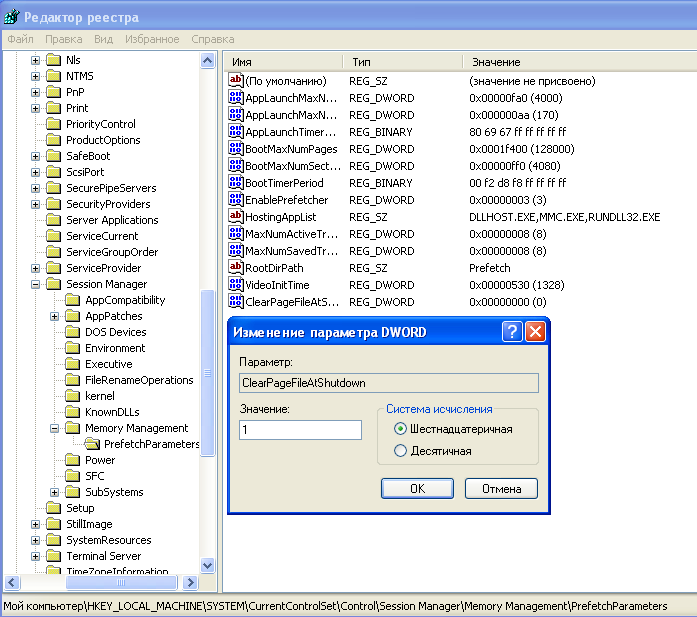 Редактор реестра
Файл Правка Вид Избранное Справка
Nls
NTMS
PnP
Print
PriorityControl
ProductOptions
SafeBoot
ScsiPort
SecurePipeServers
SecurityProviders
Server Applications
ServiceCurrent
ServiceGroupOrder
ServiceProvider
Session Manager
AppCompatibility
AppPatches
DOS Devices
Environment
Executive
FileRenameOperations
kernel
KnownDLLs
Memory Management
PrefetchParameters
Power
SFC
SubSystems
Setup
StillImage
SystemResources
Terminal Server
TimeZoneInformation
Имя Тип Значение
(По умолчанию) REG_SZ (значение не присвоено)
AppLaunchMaxN... REG_DWORD 0x00000fa0 (4000)
AppLaunchMaxN... REG_DWORD 0x000000aa (170)
AppLaunchTimer... REG_BINARY 80 69 67 ff ff ff ff ff
BootMaxNumPages REG_DWORD 0x0001f400 (128000)
BootMaxNumSect... REG_DWORD 0x00000ff0 (4080)
BootTimerPeriod REG_BINARY 00 f2 d8 f8 ff ff ff ff
EnablePrefetcher REG_DWORD 0x00000003 (3)
HostingAppList REG_SZ DLLHOST.EXE,MMC.EXE,RUNDLL32.EXE
MaxNumActiveTr... REG_DWORD 0x00000008 (8)
MaxNumSavedTr... REG_DWORD 0x00000008 (8)
RootDirPath REG_SZ Prefetch
VideoInitTime REG_DWORD 0x00000530 (1328)
ClearPageFileAtS... REG_DWORD 0x00000000 (0)
Изменение параметра DWORD
Параметр:
ClearPageFileAtShutdown
Значение:
1
Система исчисления
Шестнадцатеричная
Десятичная
OK Отмена
Мой компьютер\HKEY_LOCAL_MACHINE\SYSTEM\CurrentControlSet\Control\Session Manager\Memory Management\PrefetchParameters